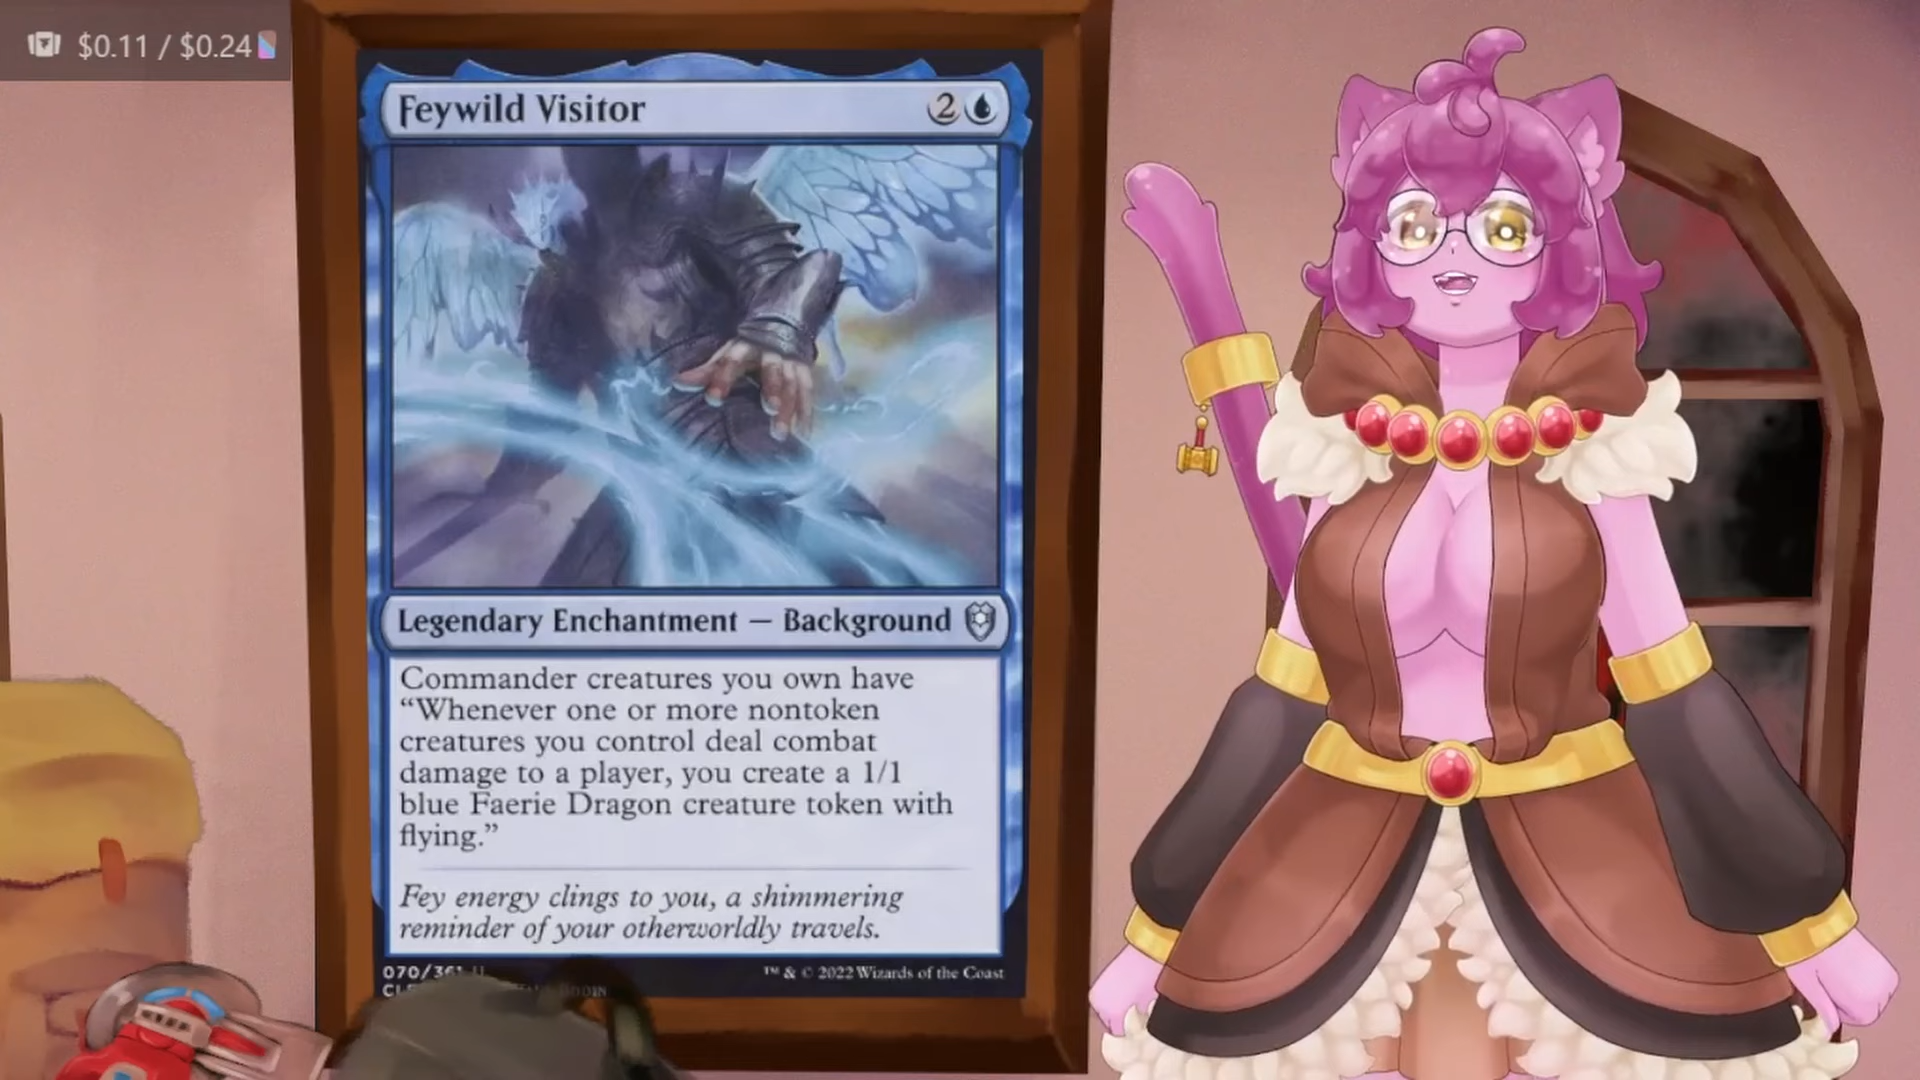 $0.11 / $0.24
Feywild Visitor 2
Legendary Enchantment — Background
Commander creatures you own have
“Whenever one or more nontoken
creatures you control deal combat
damage to a player, you create a 1/1
blue Faerie Dragon creature token with
flying.”
Fey energy clings to you, a shimmering
reminder of your otherworldly travels.
070/361 U
™ & © 2022 Wizards of the Coast